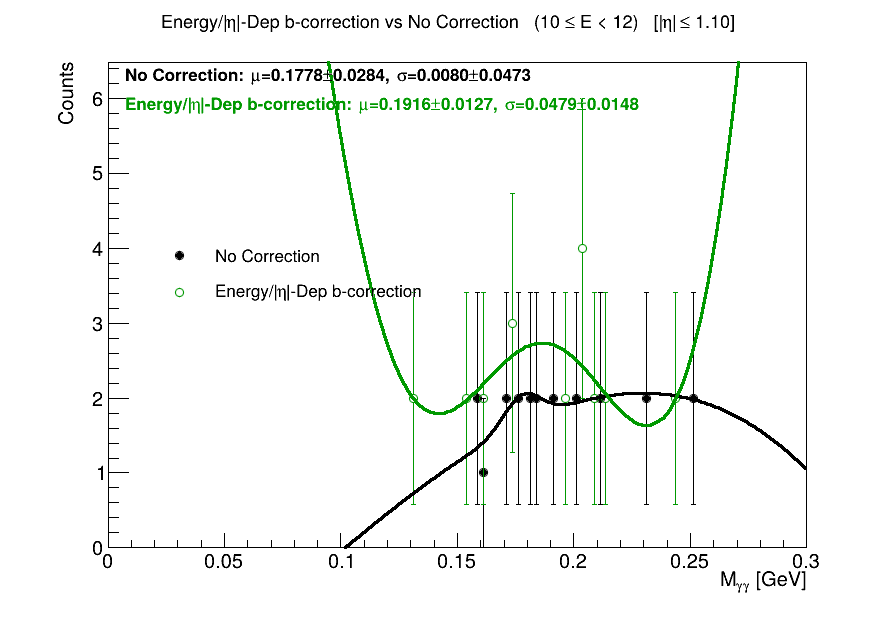 Energy/|η|-Dep b-correction vs No Correction (10 ≤ E < 12) [|η| ≤ 1.10]
Counts
No Correction: μ=0.1778±0.0284, σ=0.0080±0.0473
Energy/|η|-Dep b-correction: μ=0.1916±0.0127, σ=0.0479±0.0148
6
5
4
3
2
1
0
No Correction
Energy/|η|-Dep b-correction
0 0.05 0.1 0.15 0.2 0.25 0.3
Mγγ [GeV]